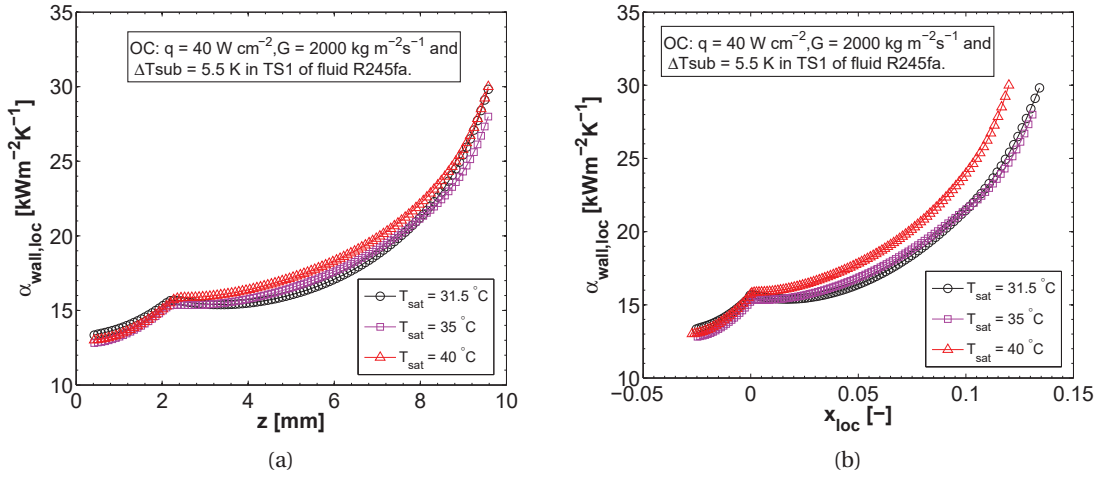 35
30
25
20
15
10
α_wall,loc [kWm⁻²K⁻¹]
OC: q = 40 W cm⁻²,G = 2000 kg m⁻²s⁻¹ and
ΔTsub = 5.5 K in TS1 of fluid R245fa.
T_sat = 31.5 °C
T_sat = 35 °C
T_sat = 40 °C
0 2 4 6 8 10
z [mm]
(a)
35
30
25
20
15
10
α_wall,loc [kWm⁻²K⁻¹]
OC: q = 40 W cm⁻²,G = 2000 kg m⁻²s⁻¹ and
ΔTsub = 5.5 K in TS1 of fluid R245fa.
T_sat = 31.5 °C
T_sat = 35 °C
T_sat = 40 °C
−0.05 0 0.05 0.1 0.15
x_loc [−]
(b)